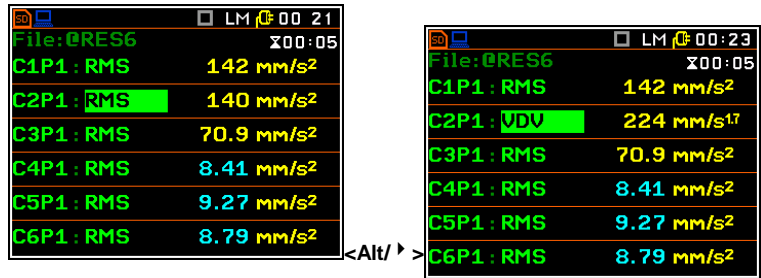 SD LM 00 21
File:@RES6 00:05
C1P1:RMS 142 mm/s²
C2P1:RMS 140 mm/s²
C3P1:RMS 70.9 mm/s²
C4P1:RMS 8.41 mm/s²
C5P1:RMS 9.27 mm/s²
C6P1:RMS 8.79 mm/s²
<Alt/ ▶ >
SD LM 00:23
File:@RES6 00:05
C1P1:RMS 142 mm/s²
C2P1:VDV 224 mm/s¹·⁷
C3P1:RMS 70.9 mm/s²
C4P1:RMS 8.41 mm/s²
C5P1:RMS 9.27 mm/s²
C6P1:RMS 8.79 mm/s²